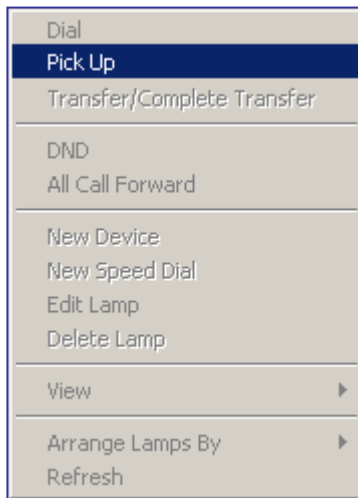 Dial
Pick Up
Transfer/Complete Transfer
DND
All Call Forward
New Device
New Speed Dial
Edit Lamp
Delete Lamp
View
Arrange Lamps By
Refresh